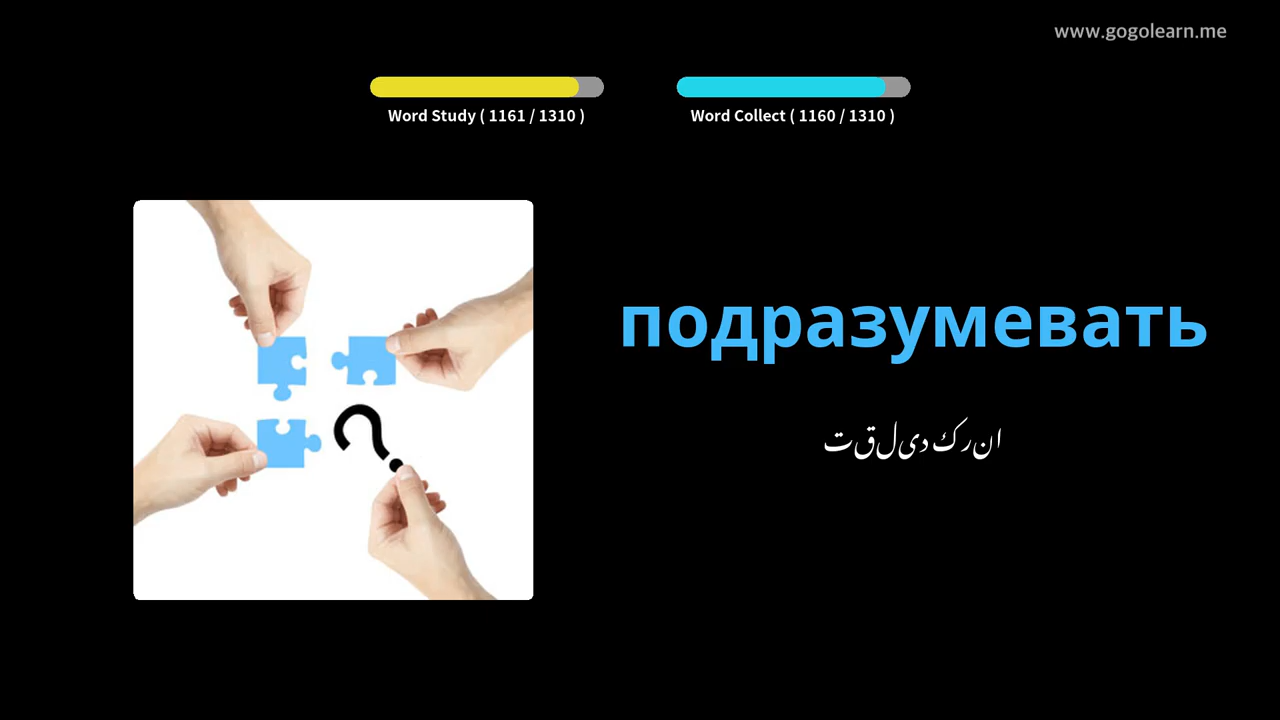 www.gogolearn.me
Word Study ( 1161 / 1310 )
Word Collect ( 1160 / 1310 )
подразумевать
تقلید کرنا